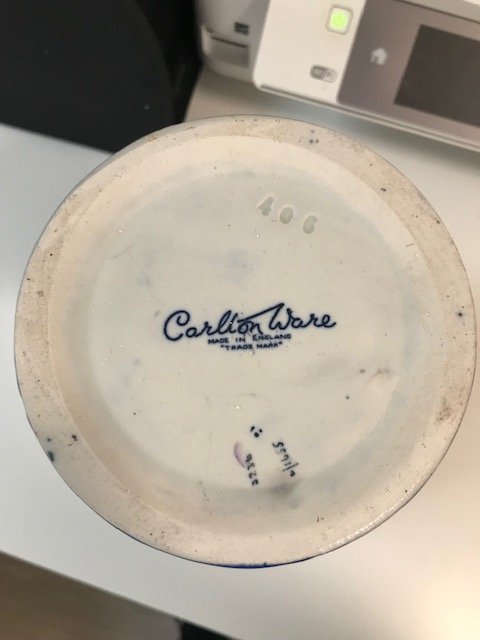 406
Carlton Ware
MADE IN ENGLAND
"TRADE MARK"